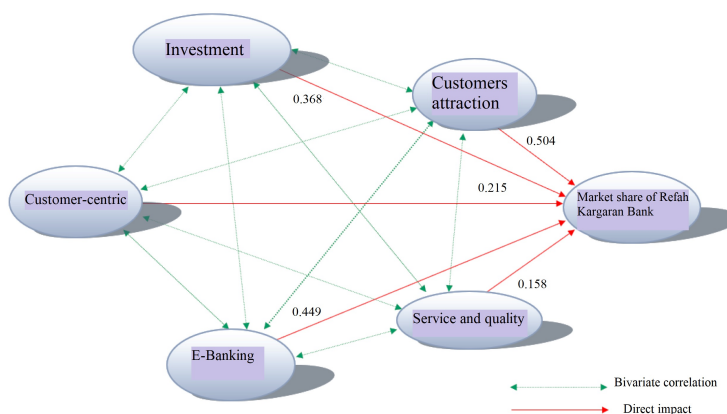 Investment
Customers
attraction
0.368
0.504
Customer-centric
0.215
Market share of Refah
Kargaran Bank
0.158
0.449
Service and quality
E-Banking
Bivariate correlation
Direct impact